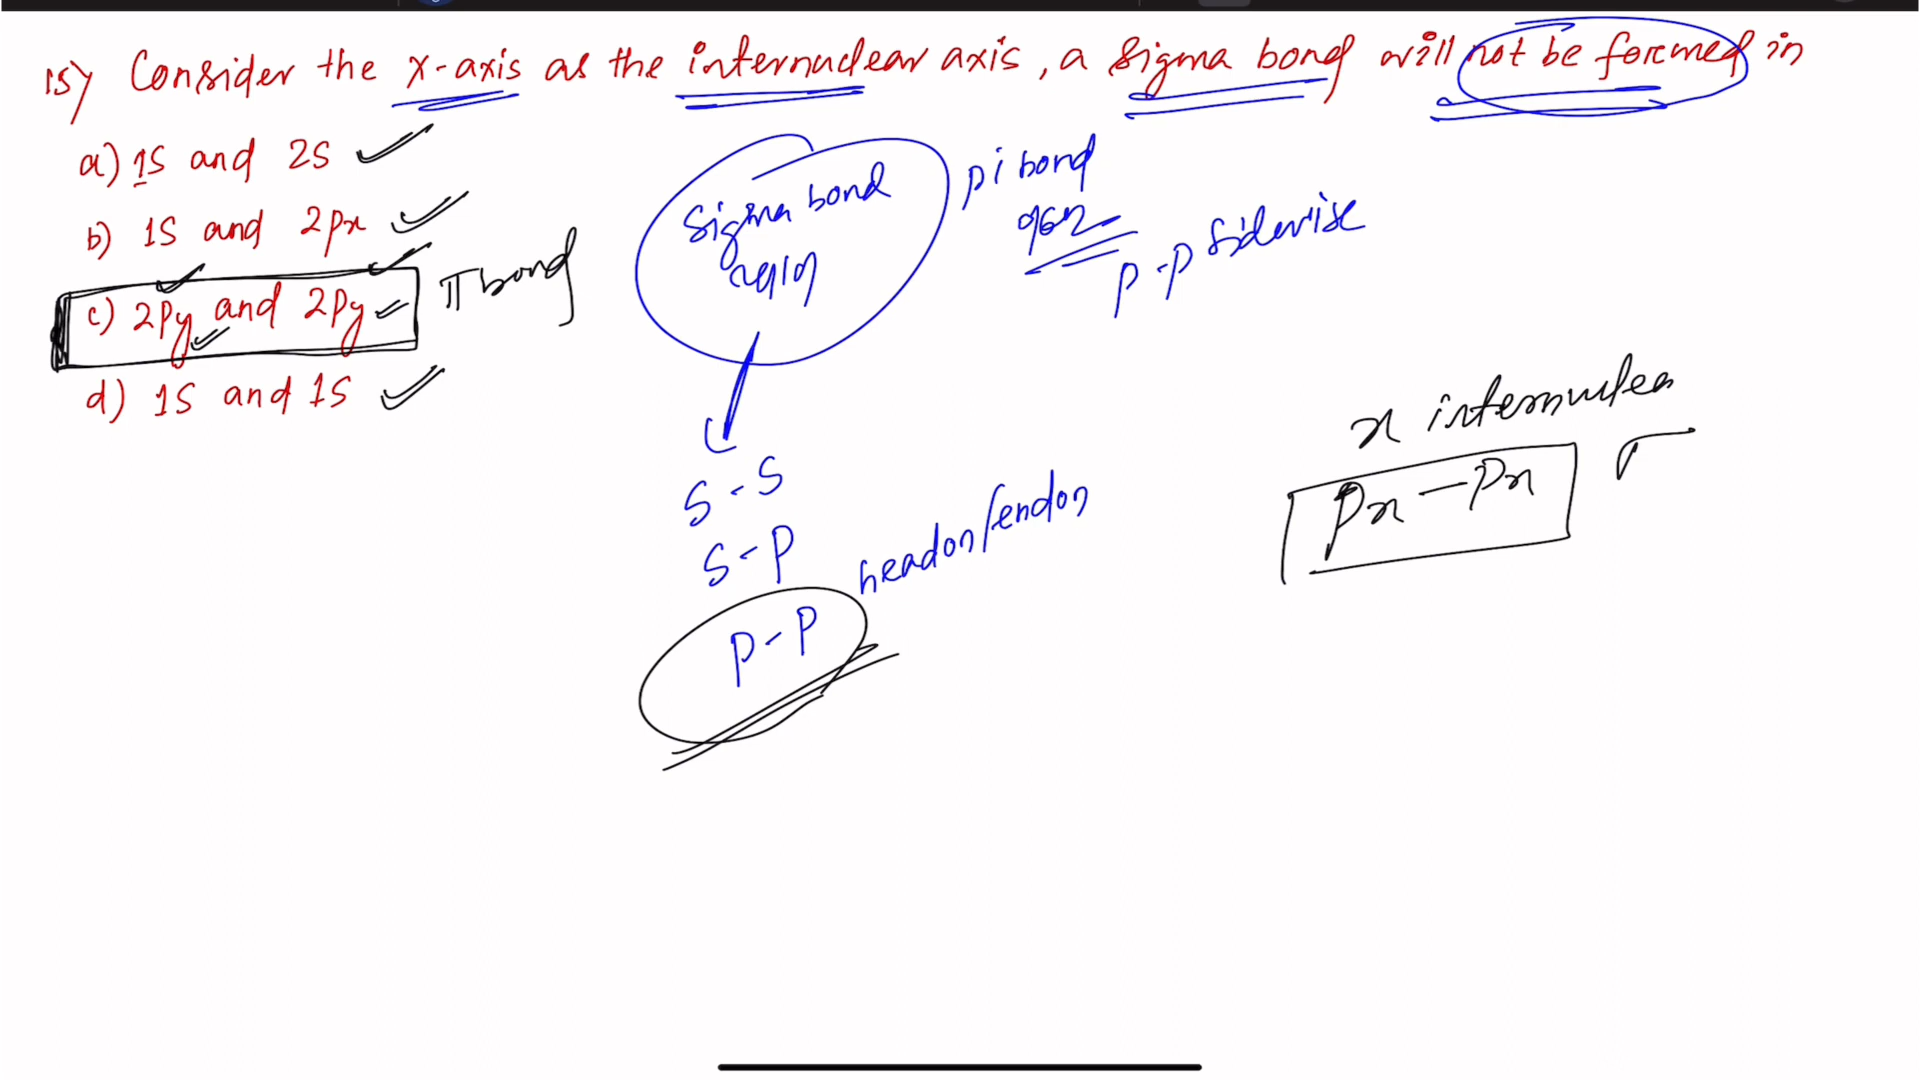 15) Consider the x-axis as the internuclear axis, a sigma bond will not be formed in
a) 1S and 2S
b) 1S and 2px
c) 2Py and 2Py
π bond
d) 1S and 1S
Sigma bond
pi bond
p-p sidewise
S-S
S-P
P-P
headon/endon
x internuclea
Px-Px
σ